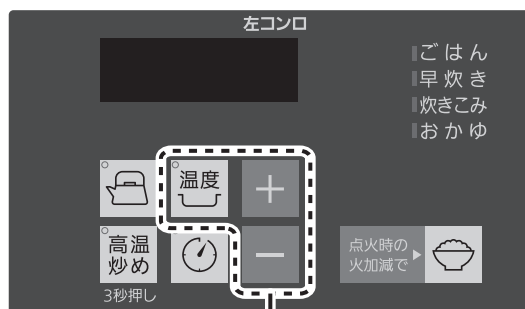 左コンロ
ごはん
早炊き
炊きこみ
おかゆ
温度
+
高温
炒め
−
点火時の
火加減で
3秒押し